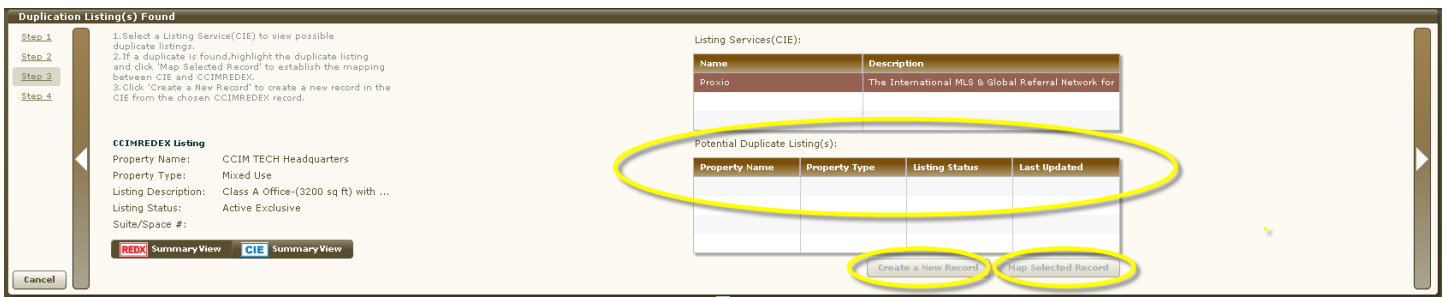 Duplication Listing(s) Found
Step 1
Step 2
Step 3
Step 4
Cancel
1.Select a Listing Service(CIE) to view possible
duplicate listings.
2.If a duplicate is found,highlight the duplicate listing
and click 'Map Selected Record' to establish the mapping
between CIE and CCIMREDEX.
3.Click 'Create a New Record' to create a new record in the
CIE from the chosen CCIMREDEX record.
CCIMREDEX Listing
Property Name: CCIM TECH Headquarters
Property Type: Mixed Use
Listing Description: Class A Office-(3200 sq ft) with ...
Listing Status: Active Exclusive
Suite/Space #:
REDX Summary View CIE Summary View
Listing Services(CIE):
Name Description
Proxio The International MLS & Global Referral Network for
Potential Duplicate Listing(s):
Property Name Property Type Listing Status Last Updated
Create a New Record Map Selected Record